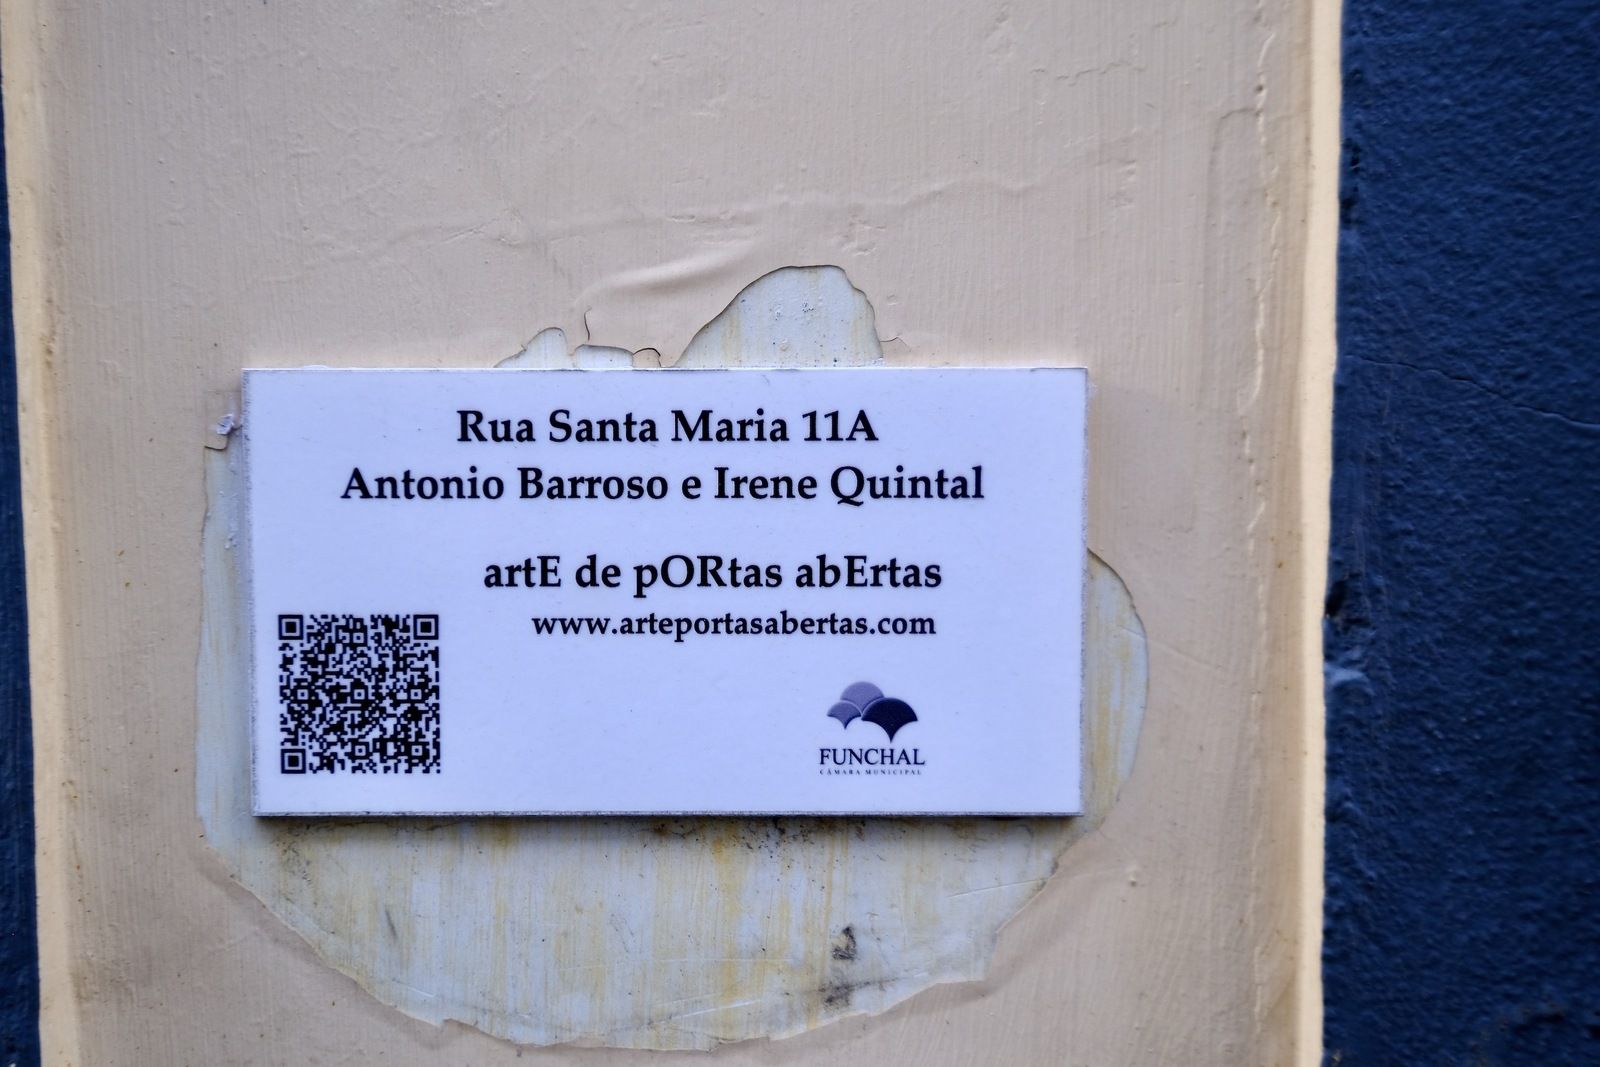 Rua Santa Maria 11A
Antonio Barroso e Irene Quintal
artE de pORtas abErtas
www.arteportasabertas.com
FUNCHAL
CÂMARA MUNICIPAL